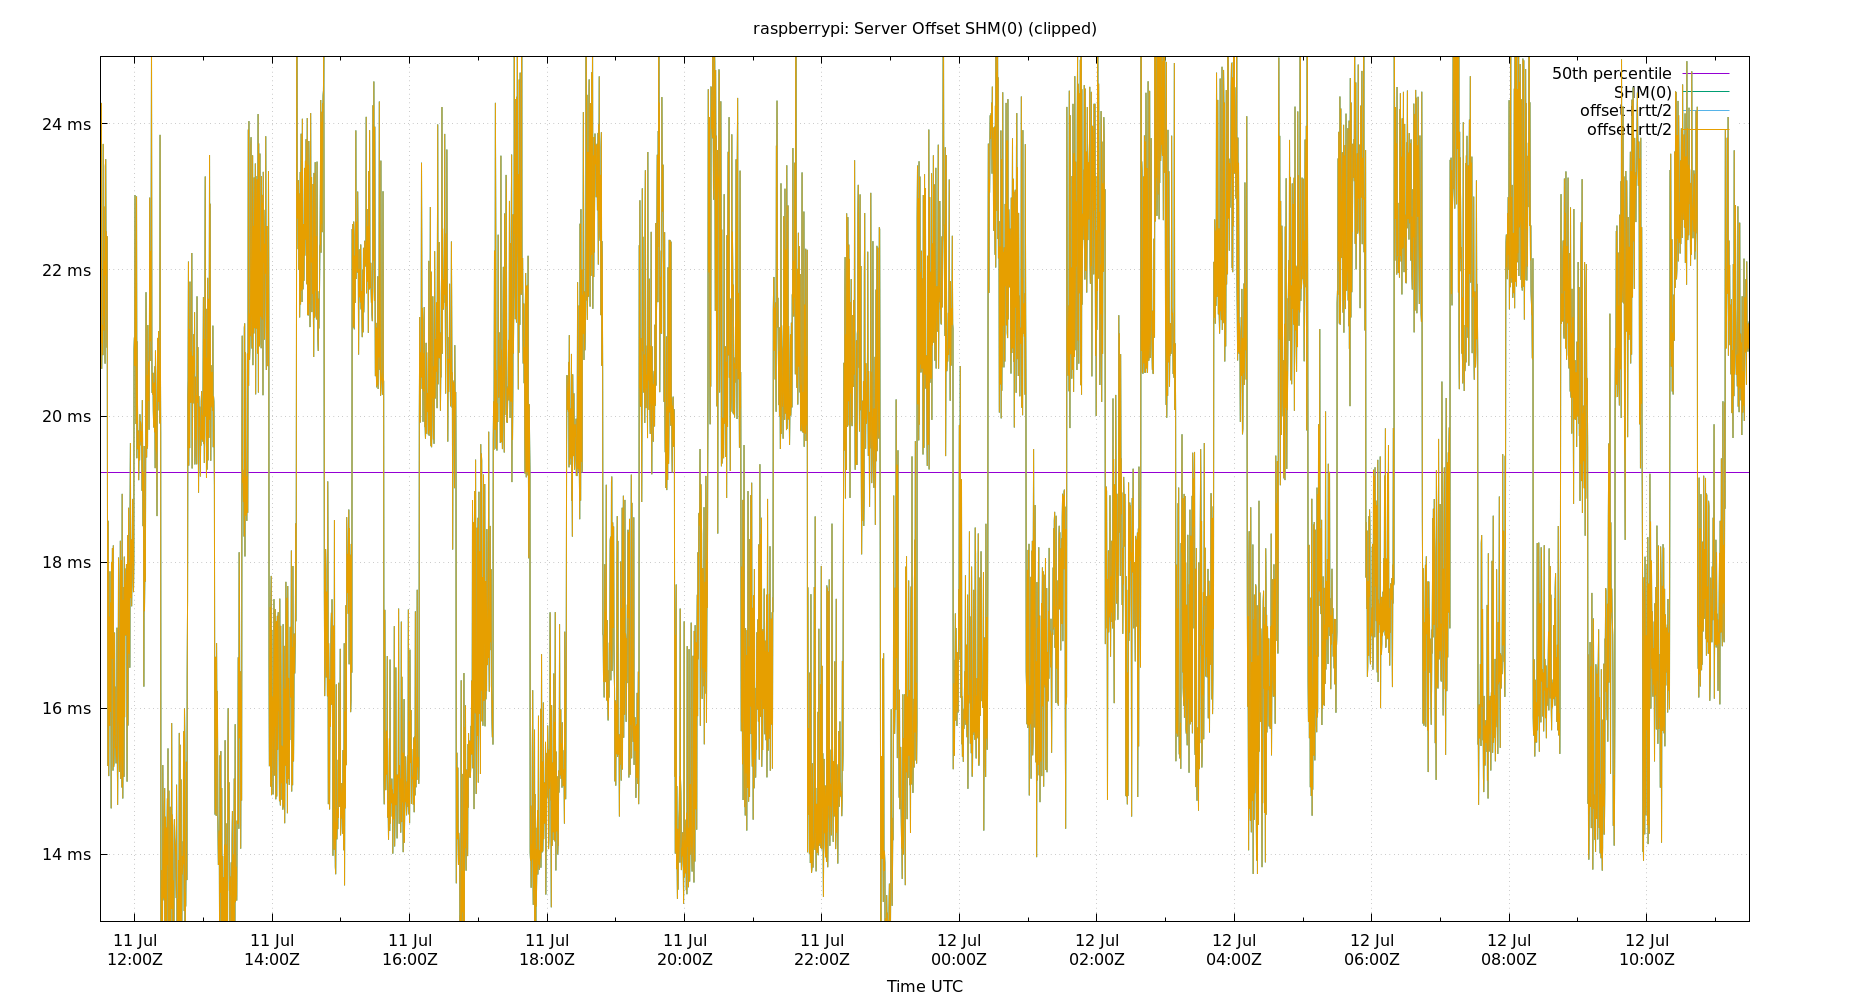 raspberrypi: Server Offset SHM(0) (clipped)
50th percentile
SHM(0)
offset+rtt/2
offset-rtt/2
24 ms
22 ms
20 ms
18 ms
16 ms
14 ms
11 Jul 11 Jul 11 Jul 11 Jul 11 Jul 11 Jul 12 Jul 12 Jul 12 Jul 12 Jul 12 Jul 12 Jul
12:00Z 14:00Z 16:00Z 18:00Z 20:00Z 22:00Z 00:00Z 02:00Z 04:00Z 06:00Z 08:00Z 10:00Z
Time UTC